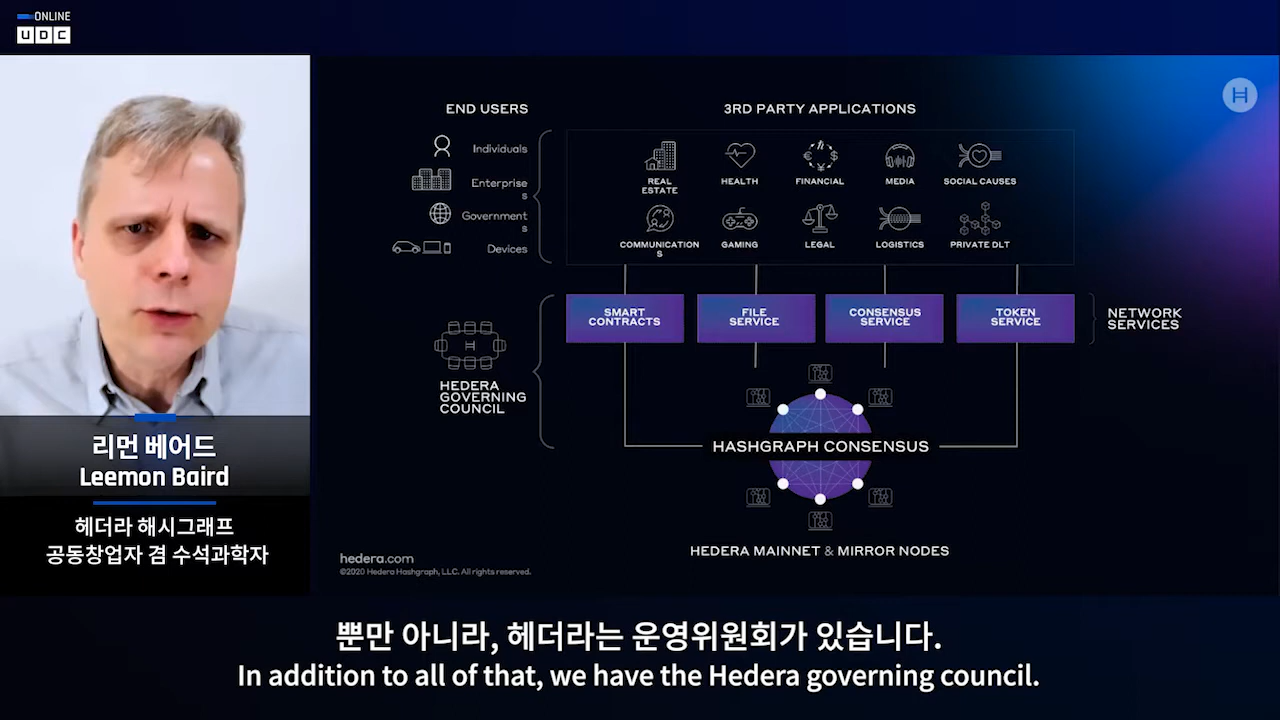 ONLINE
UDC
END USERS
Individuals
Enterprise
s
Government
s
Devices
3RD PARTY APPLICATIONS
REAL
ESTATE
HEALTH
FINANCIAL
MEDIA
SOCIAL CAUSES
COMMUNICATION
S
GAMING
LEGAL
LOGISTICS
PRIVATE DLT
SMART
CONTRACTS
FILE
SERVICE
CONSENSUS
SERVICE
TOKEN
SERVICE
NETWORK
SERVICES
HEDERA
GOVERNING
COUNCIL
HASHGRAPH CONSENSUS
HEDERA MAINNET & MIRROR NODES
hedera.com
©2020 Hedera Hashgraph, LLC. All rights reserved.
리먼 베어드
Leemon Baird
헤더라 해시그래프
공동창업자 겸 수석과학자
뿐만 아니라, 헤더라는 운영위원회가 있습니다.
In addition to all of that, we have the Hedera governing council.